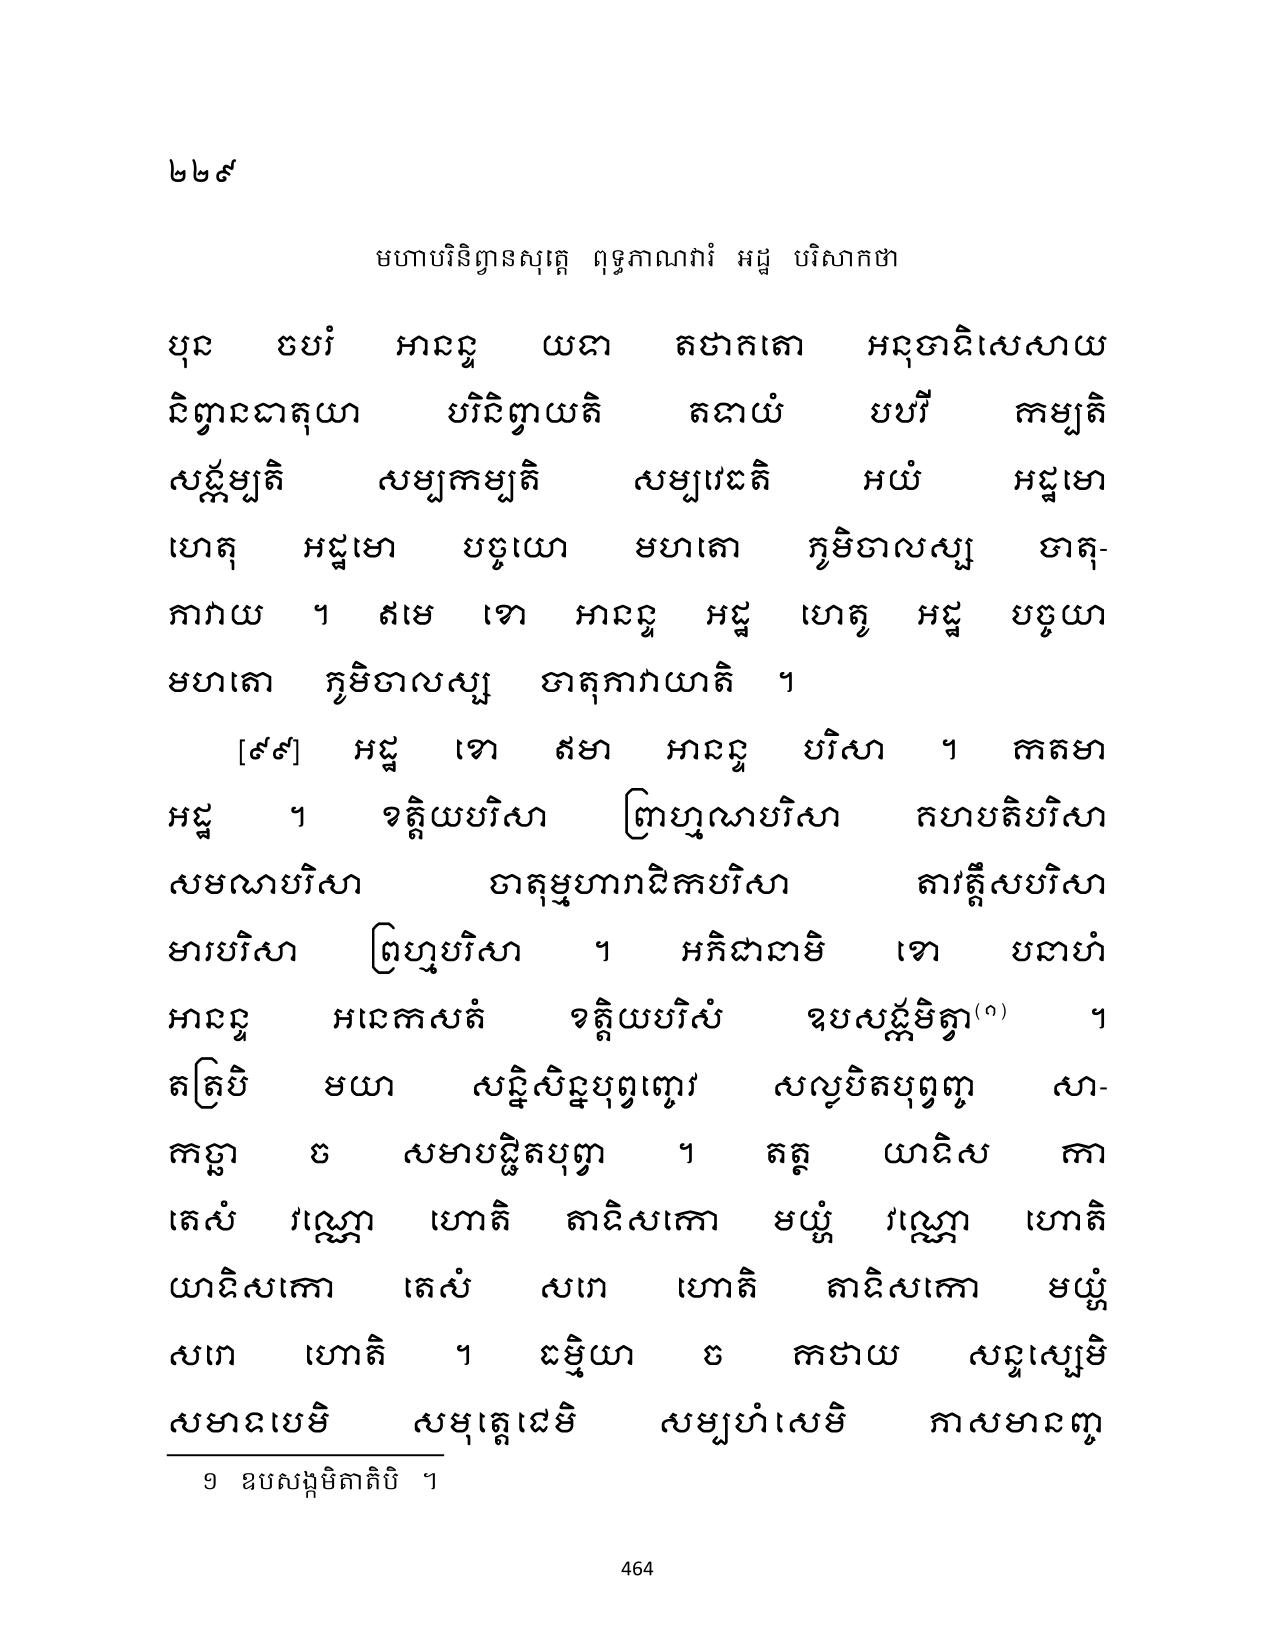 ២២៩
មហាបរិនិព្វានសុត្តេ ពុទ្ធភាណវារំ អដ្ឋ បរិសាកថា
បុន ចបរំ អានន្ទ យទា តថាគតោ អនុបាទិសេសាយ
និព្វានធាតុយា បរិនិព្វាយតិ តទាយំ បឋវី កម្បតិ
សង្កម្បតិ សម្បកម្បតិ សម្បវេធតិ អយំ អដ្ឋមោ
ហេតុ អដ្ឋមោ បច្ចយោ មហតោ ភូមិចាលស្ស បាតុ-
ភាវាយ ។ ឥមេ ខោ អានន្ទ អដ្ឋ ហេតូ អដ្ឋ បច្ចយា
មហតោ ភូមិចាលស្ស បាតុភាវាយាតិ ។
[៩៩] អដ្ឋ ខោ ឥមា អានន្ទ បរិសា ។ កតមា
អដ្ឋ ។ ខត្តិយបរិសា ព្រាហ្មណបរិសា គហបតិបរិសា
សមណបរិសា ចាតុម្មហារាជិកបរិសា តាវត្តឹសបរិសា
មារបរិសា ព្រហ្មបរិសា ។ អភិជានាមិ ខោ បនាហំ
អានន្ទ អនេកសតំ ខត្តិយបរិសំ ឧបសង្កមិត្វា(១) ។
តត្របិ មយា សន្និសិន្នបុព្វញ្ចេវ សល្លបិតបុព្វញ្ច សា-
កច្ឆា ច សមាបជ្ជិតបុព្វា ។ តត្ថ យាទិស កា
តេសំ វណ្ណោ ហោតិ តាទិសកោ មយ្ហំ វណ្ណោ ហោតិ
យាទិសកោ តេសំ សរោ ហោតិ តាទិសកោ មយ្ហំ
សរោ ហោតិ ។ ធម្មិយា ច កថាយ សន្ទស្សេមិ
សមាទបេមិ សមុត្តេជេមិ សម្បហំសេមិ ភាសមានញ្ច
១ ឧបសង្កមិតាតិបិ ។
464